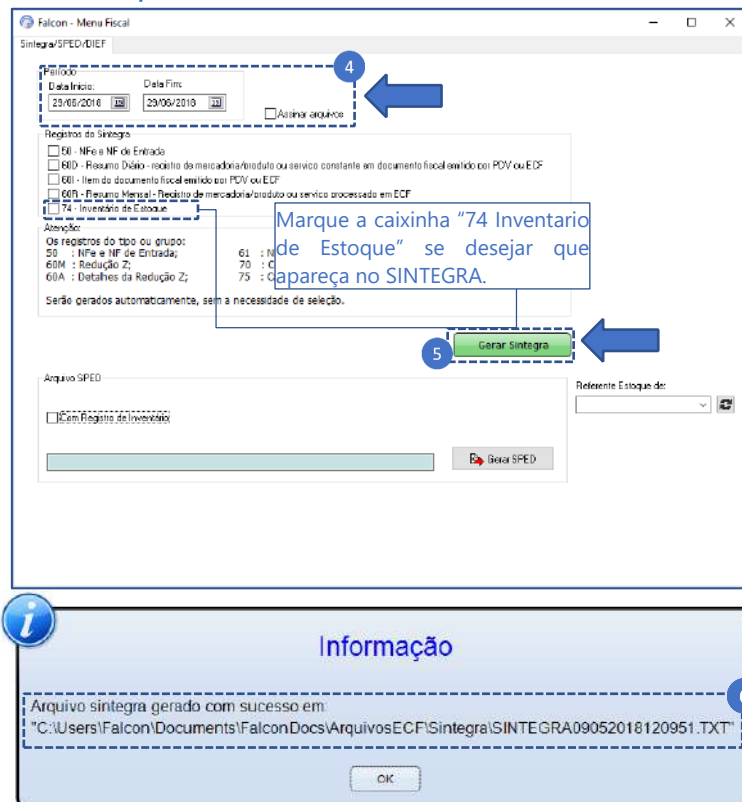 Falcon - Menu Fiscal
Sintegra/SPED/DIEF
Período
Data Início:
Data Fim:
29/06/2018
29/06/2018
Assinar arquivos
4
Registros do Sintegra
50 - NFe e NF de Entrada
60D - Resumo Diário - registro de mercadoria/produto ou servico constante em documento fiscal emitido por PDV ou ECF
60I - Item do documento fiscal emitido por PDV ou ECF
60R - Resumo Mensal - Registro de mercadoria/produto ou servico processado em ECF
74 - Inventário de Estoque
Marque a caixinha "74 Inventario
de Estoque" se desejar que
apareça no SINTEGRA.
Atenção:
Os registros do tipo ou grupo:
50 : NFe e NF de Entrada;
61 : N
60M : Redução Z;
70 : C
60A : Detalhes da Redução Z;
75 : C
Serão gerados automaticamente, sem a necessidade de seleção.
5
Gerar Sintegra
Arquivo SPED
Com Registro de Inventário
Gerar SPED
Referente Estoque de:
Informação
Arquivo sintegra gerado com sucesso em:
"C:\Users\Falcon\Documents\FalconDocs\ArquivosECF\Sintegra\SINTEGRA09052018120951.TXT"
OK